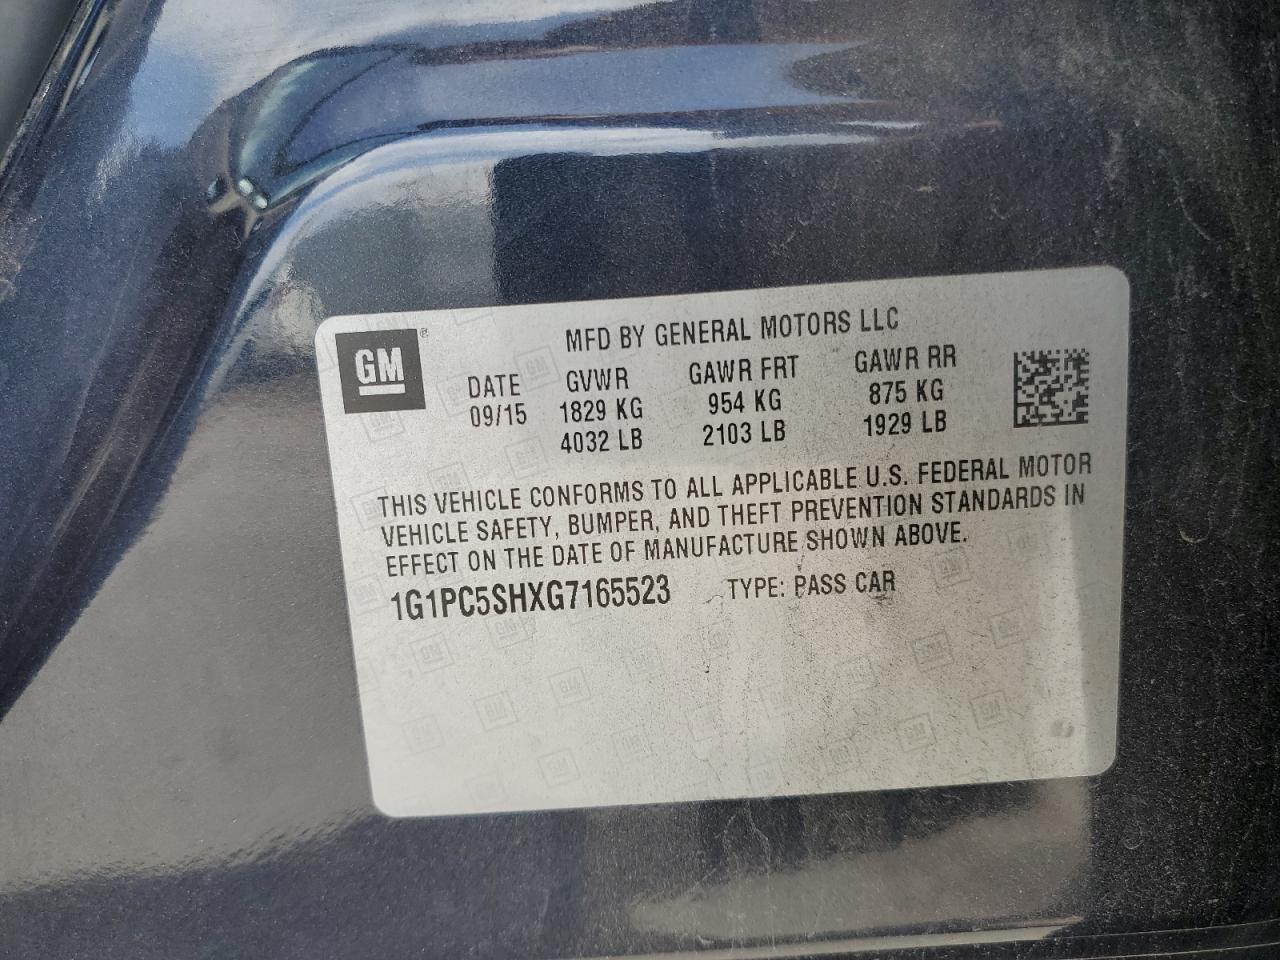 GM®
MFD BY GENERAL MOTORS LLC
DATE GVWR GAWR FRT GAWR RR
09/15 1829 KG 954 KG 875 KG
4032 LB 2103 LB 1929 LB
THIS VEHICLE CONFORMS TO ALL APPLICABLE U.S. FEDERAL MOTOR
VEHICLE SAFETY, BUMPER, AND THEFT PREVENTION STANDARDS IN
EFFECT ON THE DATE OF MANUFACTURE SHOWN ABOVE.
1G1PC5SHXG7165523 TYPE: PASS CAR